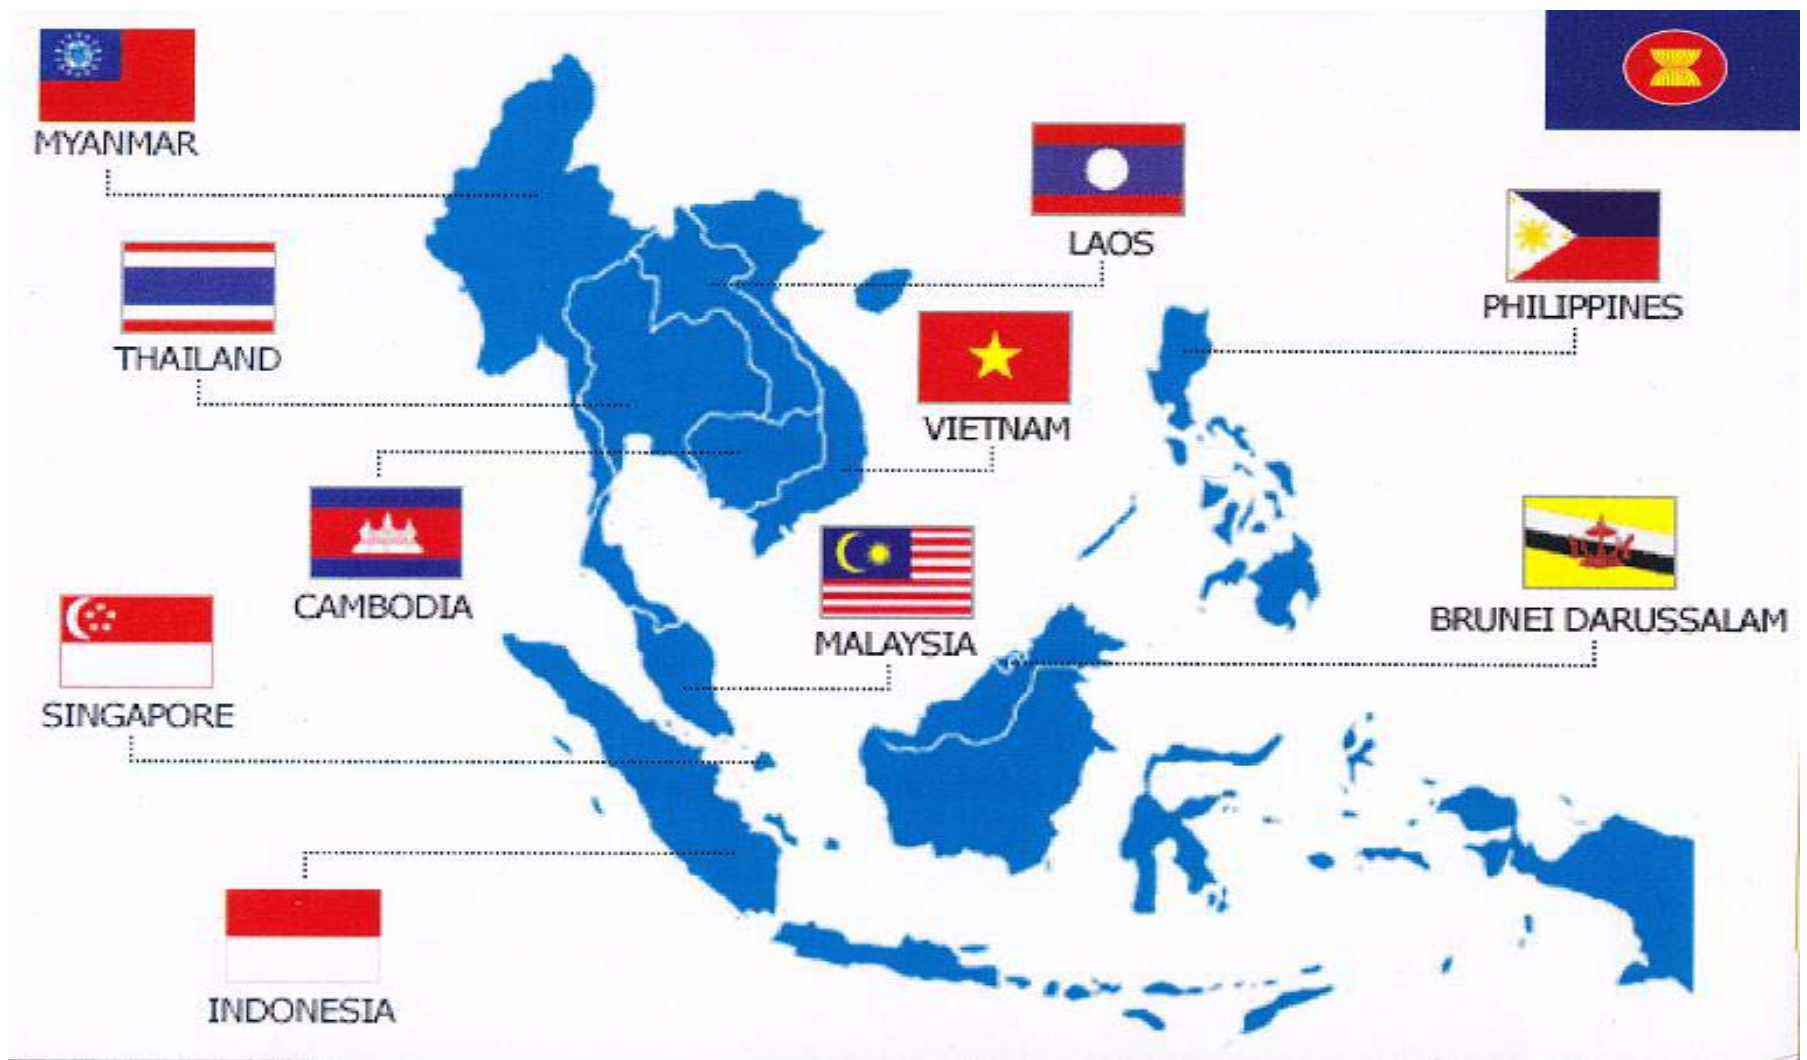 MYANMAR
LAOS
PHILIPPINES
THAILAND
VIETNAM
CAMBODIA
MALAYSIA
BRUNEI DARUSSALAM
SINGAPORE
INDONESIA